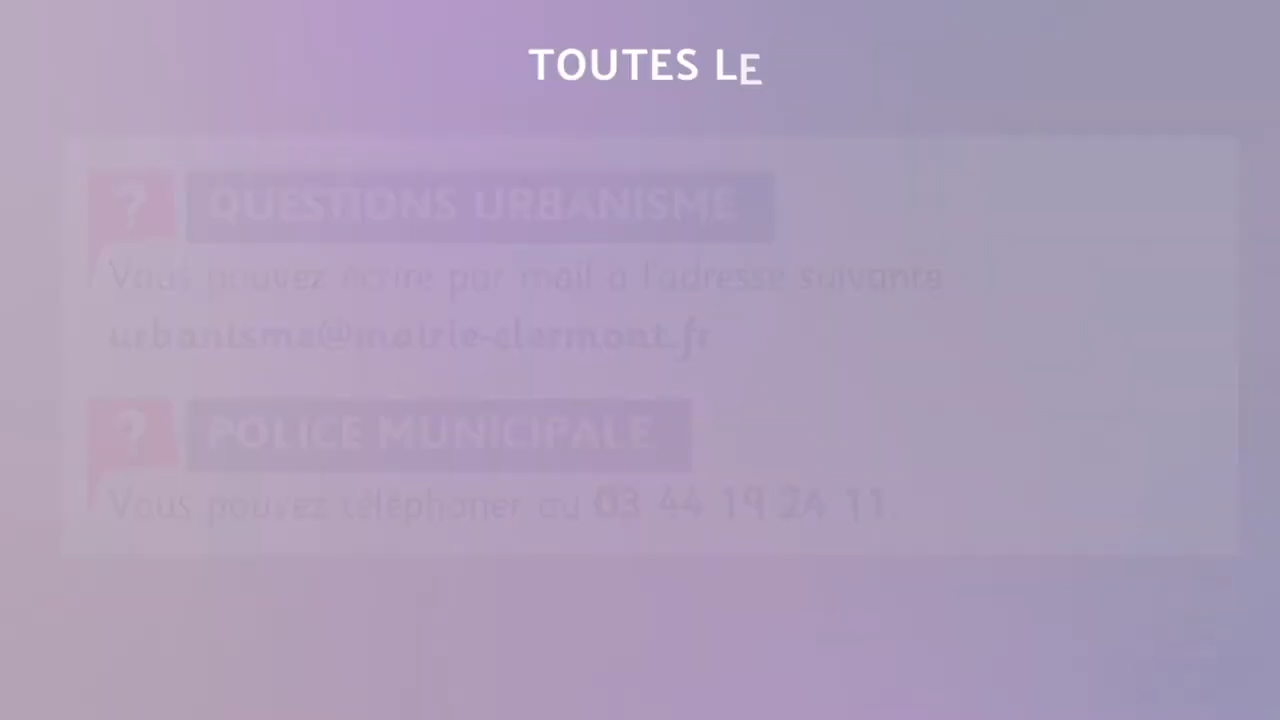 TOUTES LE
? QUESTIONS URBANISME
Vous pouvez écrire par mail à l'adresse suivante
urbanisme@mairie-clermont.fr
? POLICE MUNICIPALE
Vous pouvez téléphoner au 03 44 19 24 11